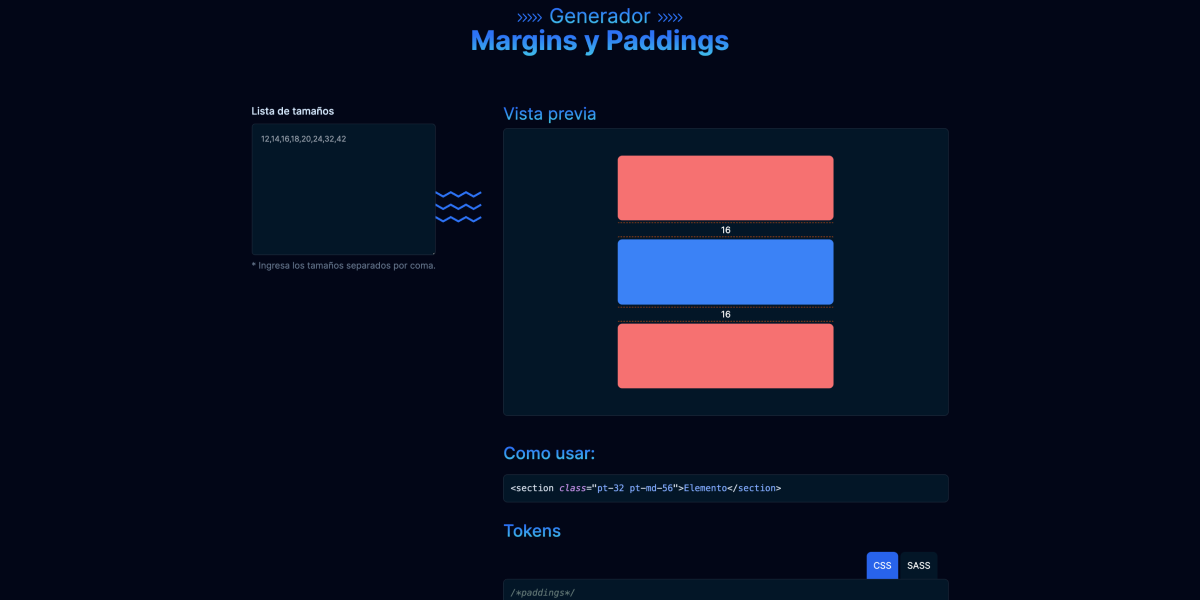 »»» Generador »»»
Margins y Paddings
Lista de tamaños
12,14,16,18,20,24,32,42
* Ingresa los tamaños separados por coma.
Vista previa
16
16
Como usar:
<section class="pt-32 pt-md-56">Elemento</section>
Tokens
CSS SASS
/*paddings*/